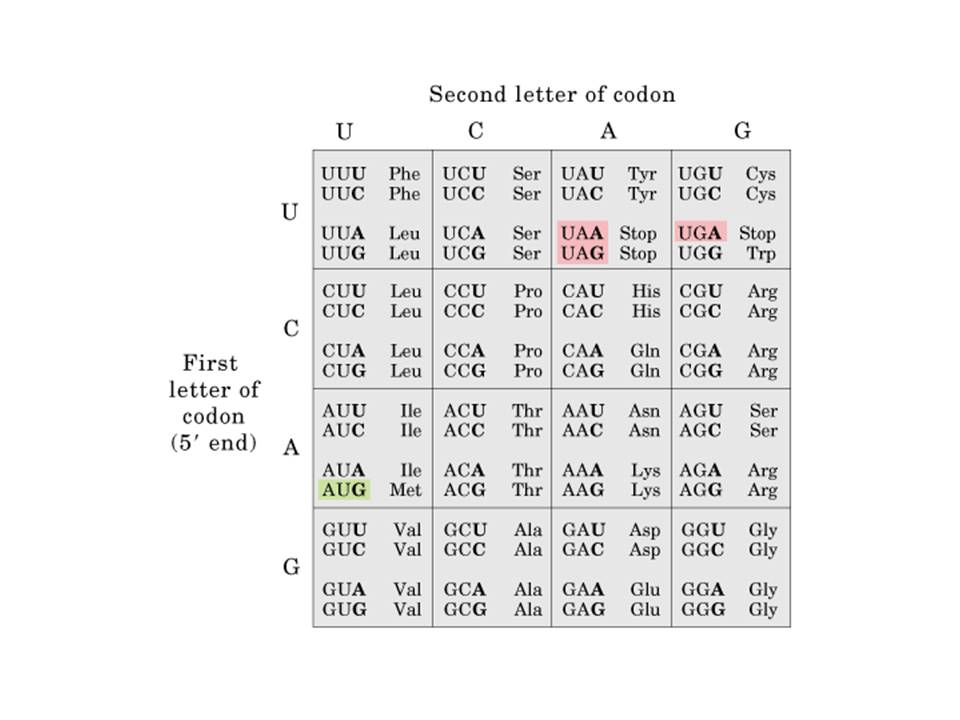 Second letter of codon
U C A G
UUU Phe UCU Ser UAU Tyr UGU Cys
UUC Phe UCC Ser UAC Tyr UGC Cys
U
UUA Leu UCA Ser UAA Stop UGA Stop
UUG Leu UCG Ser UAG Stop UGG Trp
CUU Leu CCU Pro CAU His CGU Arg
CUC Leu CCC Pro CAC His CGC Arg
C
CUA Leu CCA Pro CAA Gln CGA Arg
CUG Leu CCG Pro CAG Gln CGG Arg
First
letter of
codon
(5′ end)
AUU Ile ACU Thr AAU Asn AGU Ser
AUC Ile ACC Thr AAC Asn AGC Ser
A
AUA Ile ACA Thr AAA Lys AGA Arg
AUG Met ACG Thr AAG Lys AGG Arg
GUU Val GCU Ala GAU Asp GGU Gly
GUC Val GCC Ala GAC Asp GGC Gly
G
GUA Val GCA Ala GAA Glu GGA Gly
GUG Val GCG Ala GAG Glu GGG Gly